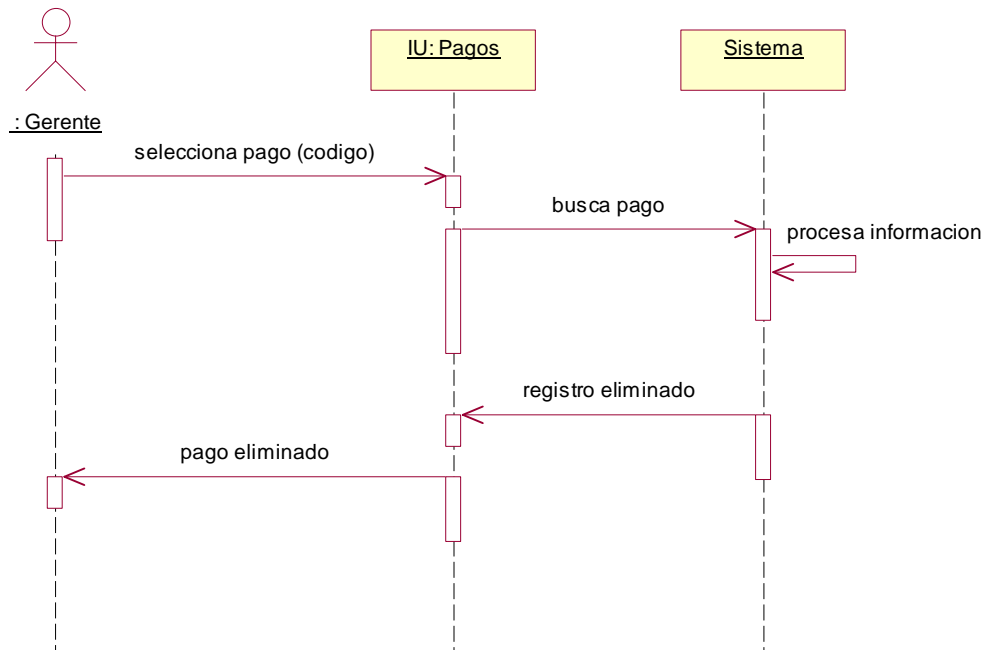 IU: Pagos
Sistema
: Gerente
selecciona pago (codigo)
busca pago
procesa informacion
registro eliminado
pago eliminado